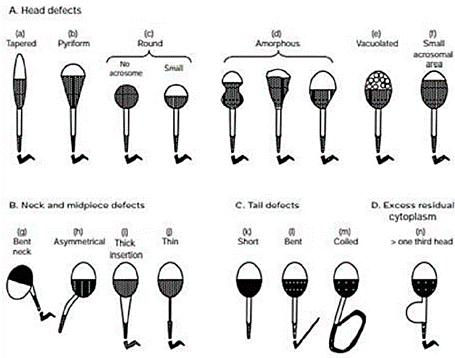 A. Head defects
(a) (b) (c) (d) (e) (f)
Tapered Pyriform Round Amorphous Vacuolated Small
acrosomal
area
No
acrosome
Small
B. Neck and midpiece defects
(g) (h) (i) (j)
Bent
neck
Asymmetrical
Thick
insertion
Thin
C. Tail defects
(k) (l) (m)
Short Bent Coiled
D. Excess residual
cytoplasm
(n)
> one third head